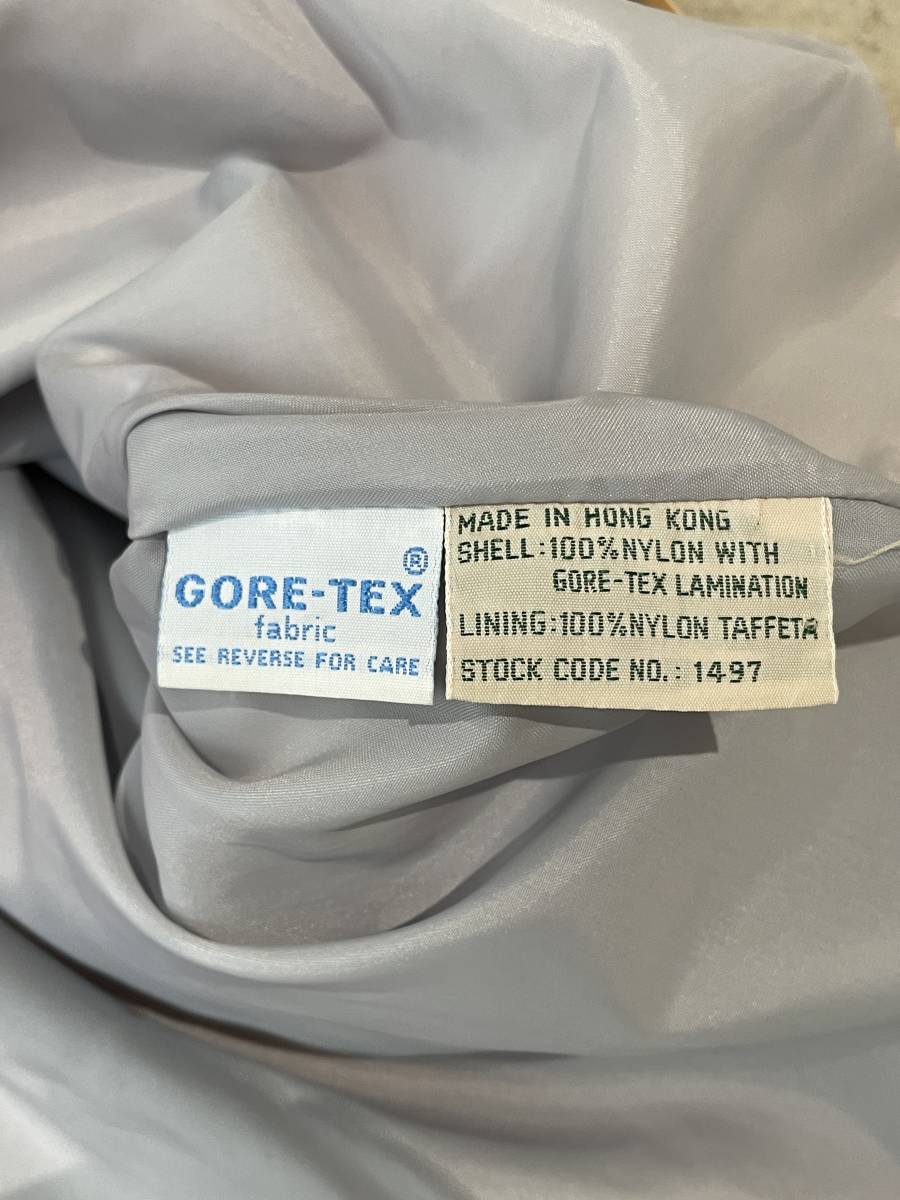 GORE-TEX®
fabric
SEE REVERSE FOR CARE
MADE IN HONG KONG
SHELL:100%NYLON WITH
GORE-TEX LAMINATION
LINING:100%NYLON TAFFETA
STOCK CODE NO.: 1497